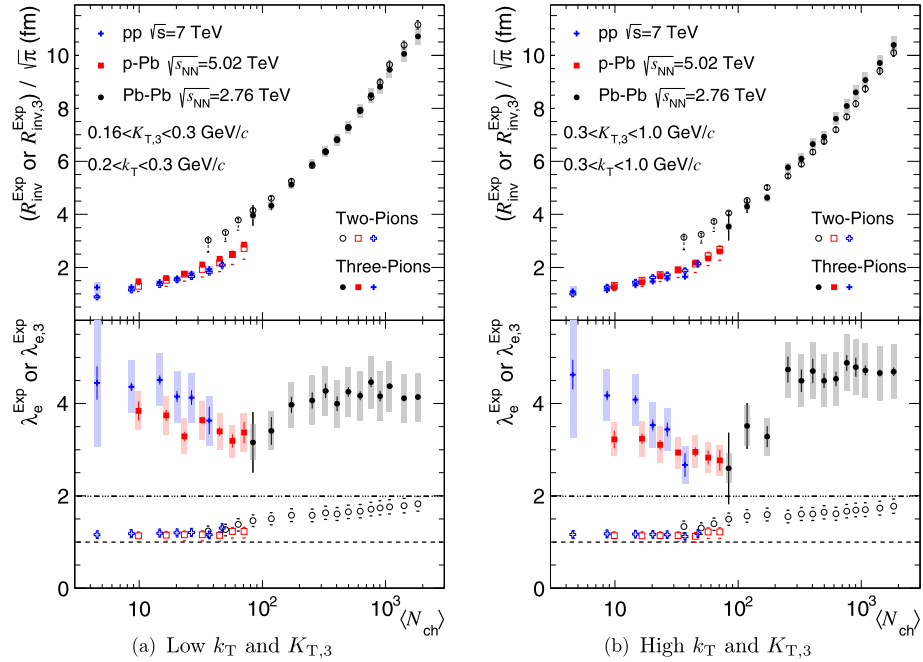 (R_inv^Exp or R_inv,3^Exp) / √π (fm)
10
8
6
4
2
pp √s=7 TeV
p-Pb √s_NN=5.02 TeV
Pb-Pb √s_NN=2.76 TeV
0.16<K_T,3<0.3 GeV/c
0.2<k_T<0.3 GeV/c
Two-Pions
Three-Pions
λ_e^Exp or λ_e,3^Exp
4
2
0
10
10^2
10^3
⟨N_ch⟩
(a) Low k_T and K_T,3
(R_inv^Exp or R_inv,3^Exp) / √π (fm)
10
8
6
4
2
pp √s=7 TeV
p-Pb √s_NN=5.02 TeV
Pb-Pb √s_NN=2.76 TeV
0.3<K_T,3<1.0 GeV/c
0.3<k_T<1.0 GeV/c
Two-Pions
Three-Pions
λ_e^Exp or λ_e,3^Exp
4
2
0
10
10^2
10^3
⟨N_ch⟩
(b) High k_T and K_T,3